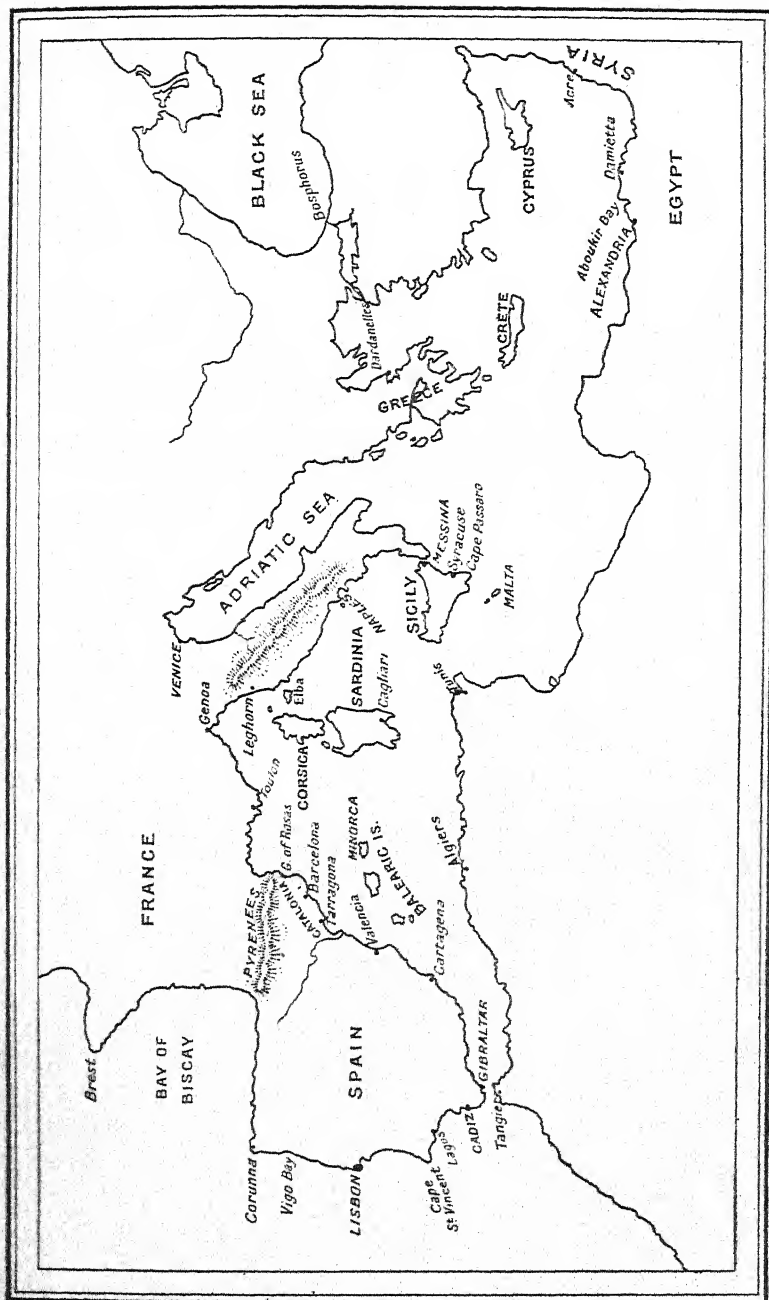 Brest
BAY OF
BISCAY
FRANCE
Corunna
Vigo Bay
LISBON
Cape
St Vincent
Lagos
CADIZ
GIBRALTAR
Tangier
SPAIN
PYRENEES
CATALONIA
G. of Rosas
Barcelona
Tarragona
Valencia
Cartagena
MINORCA
BALEARIC IS.
Algiers
Toulon
Genoa
VENICE
Leghorn
Elba
CORSICA
SARDINIA
Cagliari
Tunis
ADRIATIC SEA
NAPLES
SICILY
MESSINA
Syracuse
Cape Passaro
MALTA
GREECE
Dardanelles
CRETE
BLACK SEA
Bosphorus
CYPRUS
SYRIA
Acre
Damietta
Aboukir Bay
ALEXANDRIA
EGYPT